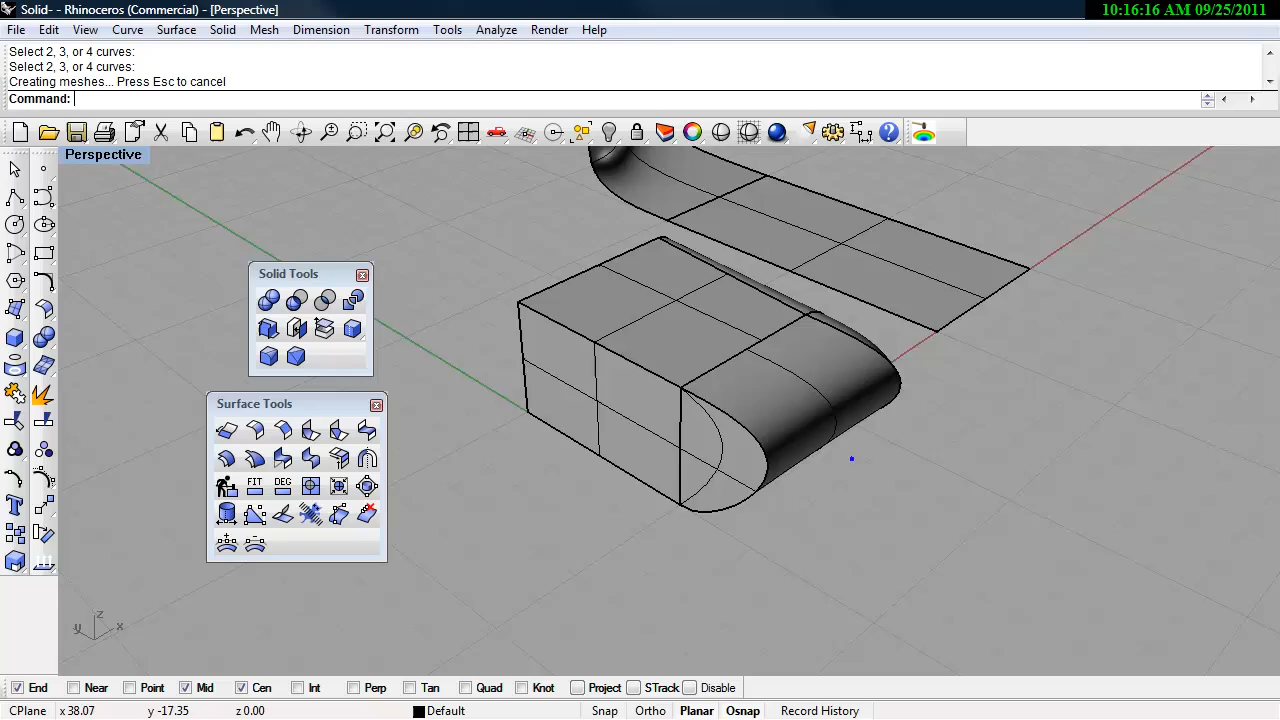 Solid- - Rhinoceros (Commercial) - [Perspective]
10:16:16 AM 09/25/2011
File Edit View Curve Surface Solid Mesh Dimension Transform Tools Analyze Render Help
Select 2, 3, or 4 curves:
Select 2, 3, or 4 curves:
Creating meshes... Press Esc to cancel
Command:
Perspective
Solid Tools
Surface Tools
FIT DEG
z
y x
End Near Point Mid Cen Int Perp Tan Quad Knot Project STrack Disable
CPlane x 38.07 y -17.35 z 0.00 Default Snap Ortho Planar Osnap Record History